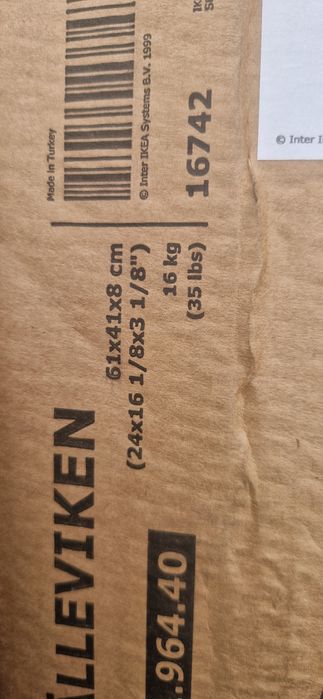 ÄLLEVIKEN
61x41x8 cm
(24x16 1/8x3 1/8")
16 kg
(35 lbs)
.964.40
Made in Turkey
© Inter IKEA Systems B.V. 1999
16742
© Inter I